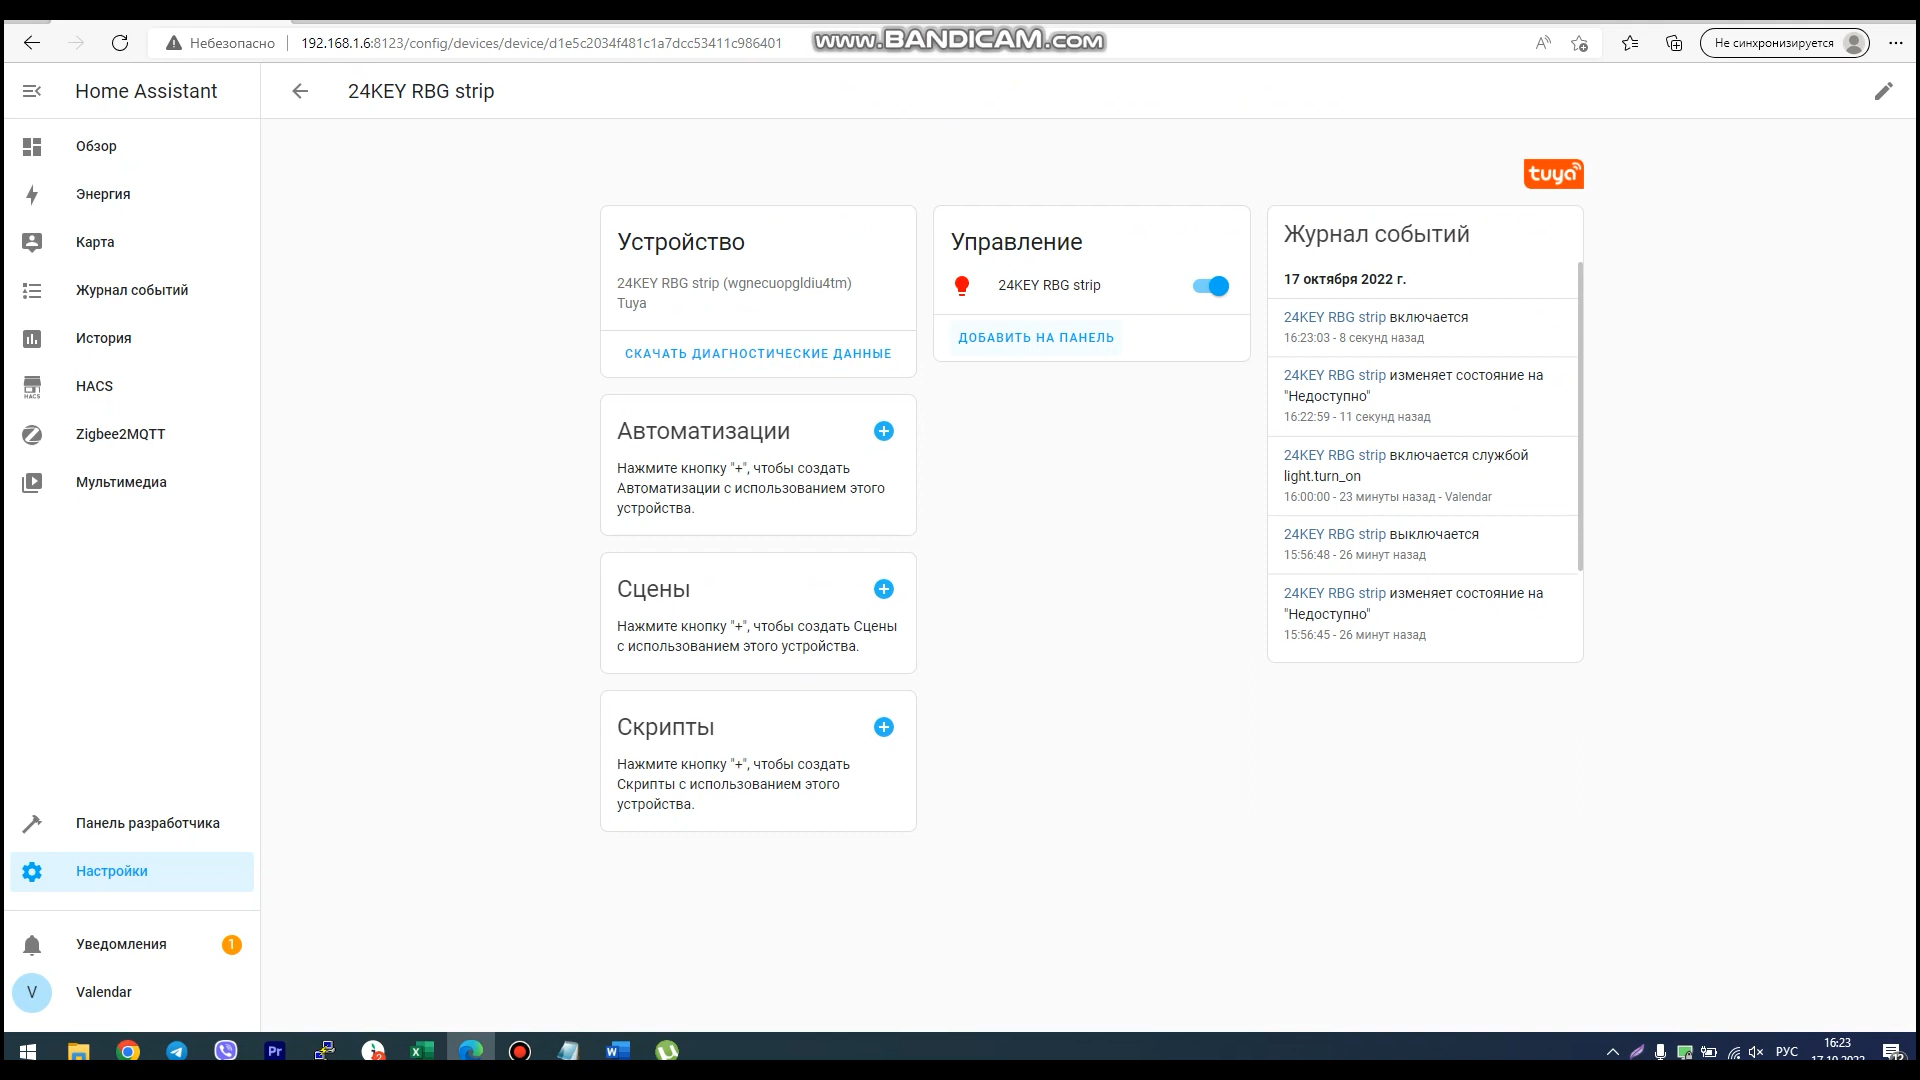 Небезопасно
192.168.1.6:8123/config/devices/device/d1e5c2034f481c1a7dcc53411c986401
www.BANDICAM.com
Не синхронизируется
Home Assistant
24KEY RBG strip
Обзор
Энергия
Карта
Журнал событий
История
HACS
Zigbee2MQTT
Мультимедиа
Панель разработчика
Настройки
Уведомления
1
V
Valendar
tuya
Устройство
24KEY RBG strip (wgnecuopgldiu4tm)
Tuya
СКАЧАТЬ ДИАГНОСТИЧЕСКИЕ ДАННЫЕ
Автоматизации
Нажмите кнопку "+", чтобы создать
Автоматизации с использованием этого
устройства.
Сцены
Нажмите кнопку "+", чтобы создать Сцены
с использованием этого устройства.
Скрипты
Нажмите кнопку "+", чтобы создать
Скрипты с использованием этого
устройства.
Управление
24KEY RBG strip
ДОБАВИТЬ НА ПАНЕЛЬ
Журнал событий
17 октября 2022 г.
24KEY RBG strip включается
16:23:03 - 8 секунд назад
24KEY RBG strip изменяет состояние на
"Недоступно"
16:22:59 - 11 секунд назад
24KEY RBG strip включается службой
light.turn_on
16:00:00 - 23 минуты назад - Valendar
24KEY RBG strip выключается
15:56:48 - 26 минут назад
24KEY RBG strip изменяет состояние на
"Недоступно"
15:56:45 - 26 минут назад
Pr
РУС
16:23
17.10.2022